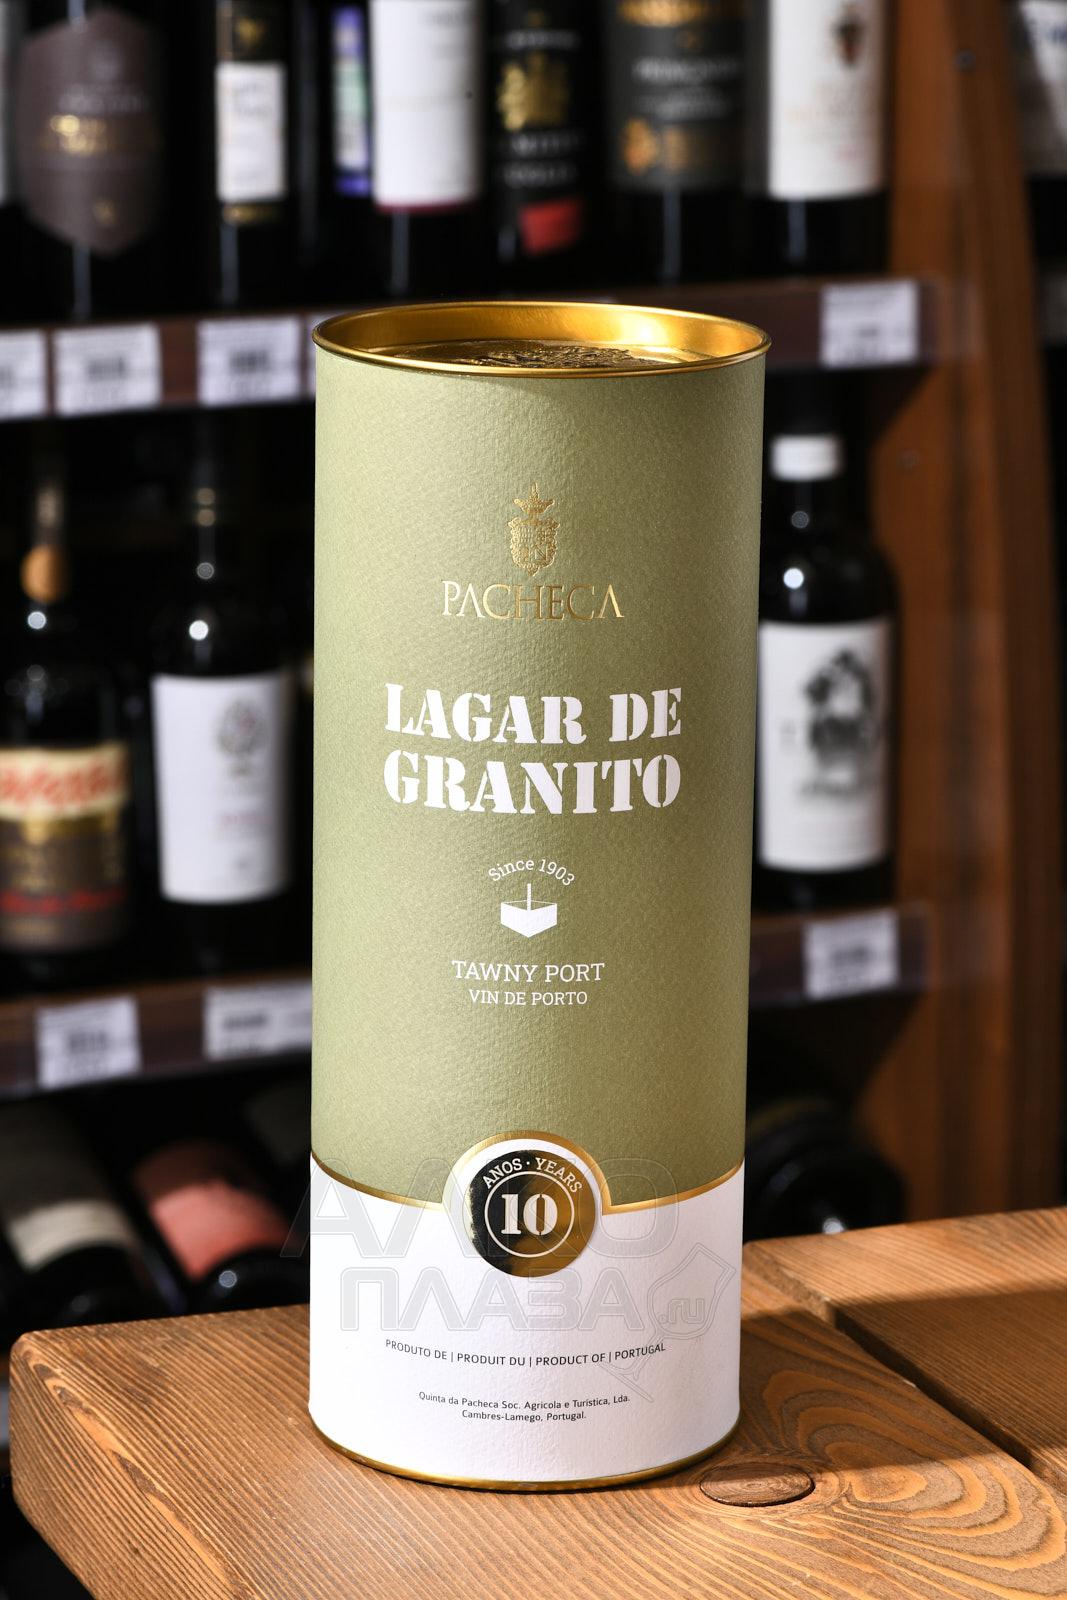 PACHECA
LAGAR DE
GRANITO
Since 1903
TAWNY PORT
VIN DE PORTO
ANOS · YEARS
10
АЛКО
ПЛАЗА.ru
PRODUTO DE | PRODUIT DU | PRODUCT OF | PORTUGAL
Quinta da Pacheca Soc. Agricola e Turística, Lda.
Cambres-Lamego, Portugal.